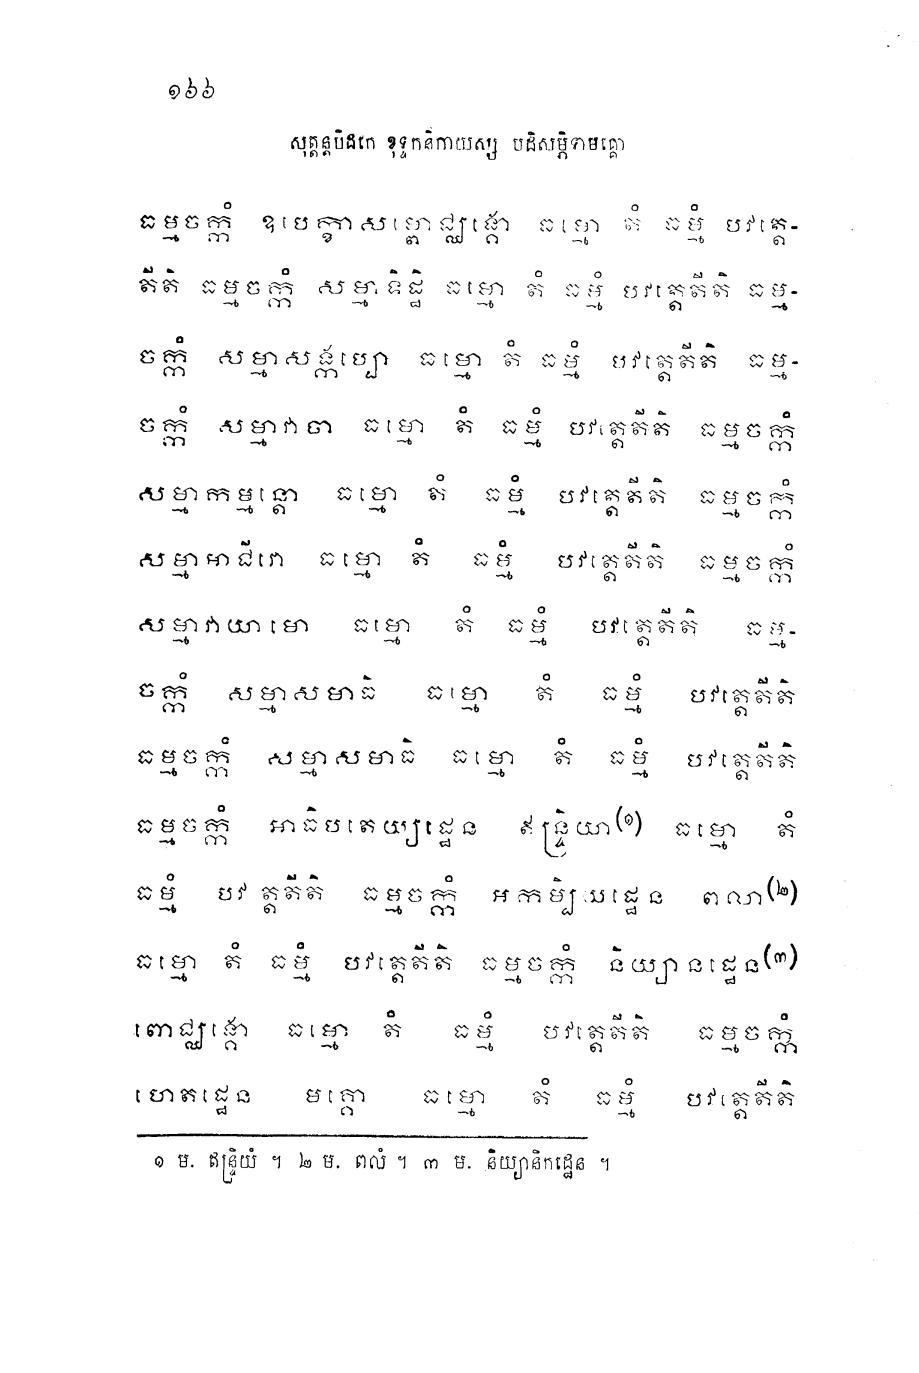 ១៦៦
សុត្តន្តបិដកេ ខុទ្ទកនិកាយស្ស បដិសម្ភិទាមគ្គោ
ធម្មចក្កំ ឧបេក្ខាសម្ពោជ្ឈង្គោ ធម្មោ តំ ធម្មំ បវត្តេ-
តីតិ ធម្មចក្កំ សម្មាទិដ្ឋិ ធម្មោ តំ ធម្មំ បវត្តេតីតិ ធម្ម-
ចក្កំ សម្មាសង្កប្បោ ធម្មោ តំ ធម្មំ បវត្តេតីតិ ធម្ម-
ចក្កំ សម្មាវាចា ធម្មោ តំ ធម្មំ បវត្តេតីតិ ធម្មចក្កំ
សម្មាកម្មន្តោ ធម្មោ តំ ធម្មំ បវត្តេតីតិ ធម្មចក្កំ
សម្មាអាជីវោ ធម្មោ តំ ធម្មំ បវត្តេតីតិ ធម្មចក្កំ
សម្មាវាយាមោ ធម្មោ តំ ធម្មំ បវត្តេតីតិ ធម្ម-
ចក្កំ សម្មាសមាធិ ធម្មោ តំ ធម្មំ បវត្តេតីតិ
ធម្មចក្កំ សម្មាសមាធិ ធម្មោ តំ ធម្មំ បវត្តេតីតិ
ធម្មចក្កំ អាធិបតេយ្យដ្ឋេន ឥន្ទ្រិយា(១) ធម្មោ តំ
ធម្មំ បវត្តតីតិ ធម្មចក្កំ អកម្បិយដ្ឋេន ពលា(២)
ធម្មោ តំ ធម្មំ បវត្តេតីតិ ធម្មចក្កំ និយ្យានដ្ឋេន(៣)
ពោជ្ឈង្គោ ធម្មោ តំ ធម្មំ បវត្តេតីតិ ធម្មចក្កំ
ហេតដ្ឋេន មគ្គោ ធម្មោ តំ ធម្មំ បវត្តេតីតិ
១ ម. ឥន្ទ្រិយំ ។ ២ ម. ពលំ ។ ៣ ម. និយ្យានិកដ្ឋេន ។